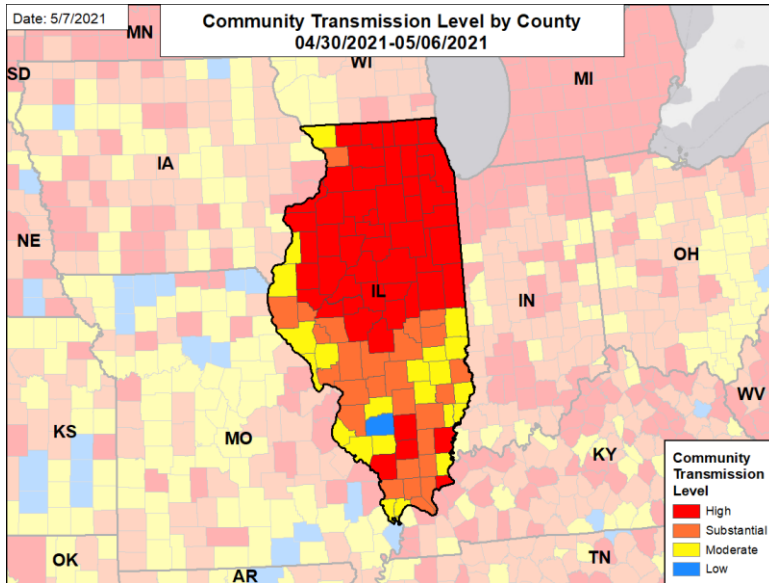 Date: 5/7/2021
Community Transmission Level by County
04/30/2021-05/06/2021
MN
SD
WI
MI
IA
NE
IL
IN
OH
KS
MO
WV
KY
OK
AR
TN
Community
Transmission
Level
High
Substantial
Moderate
Low